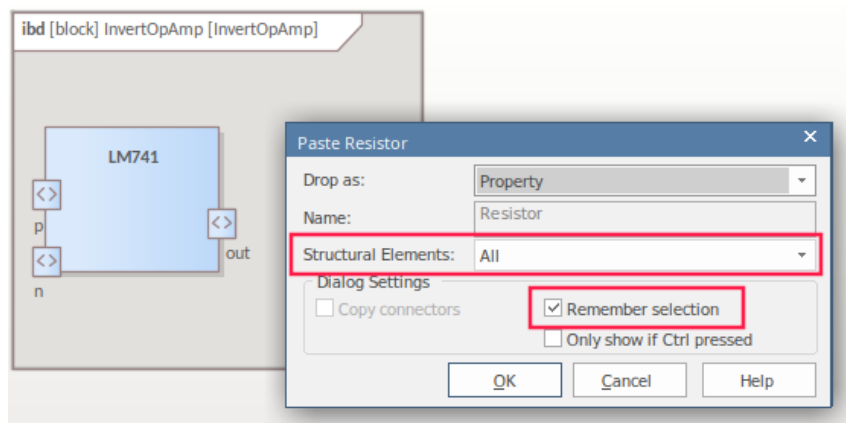 ibd [block] InvertOpAmp [InvertOpAmp]
LM741
<>
p
<>
out
<>
n
Paste Resistor
Drop as: Property
Name: Resistor
Structural Elements: All
Dialog Settings
Copy connectors Remember selection
Only show if Ctrl pressed
OK Cancel Help